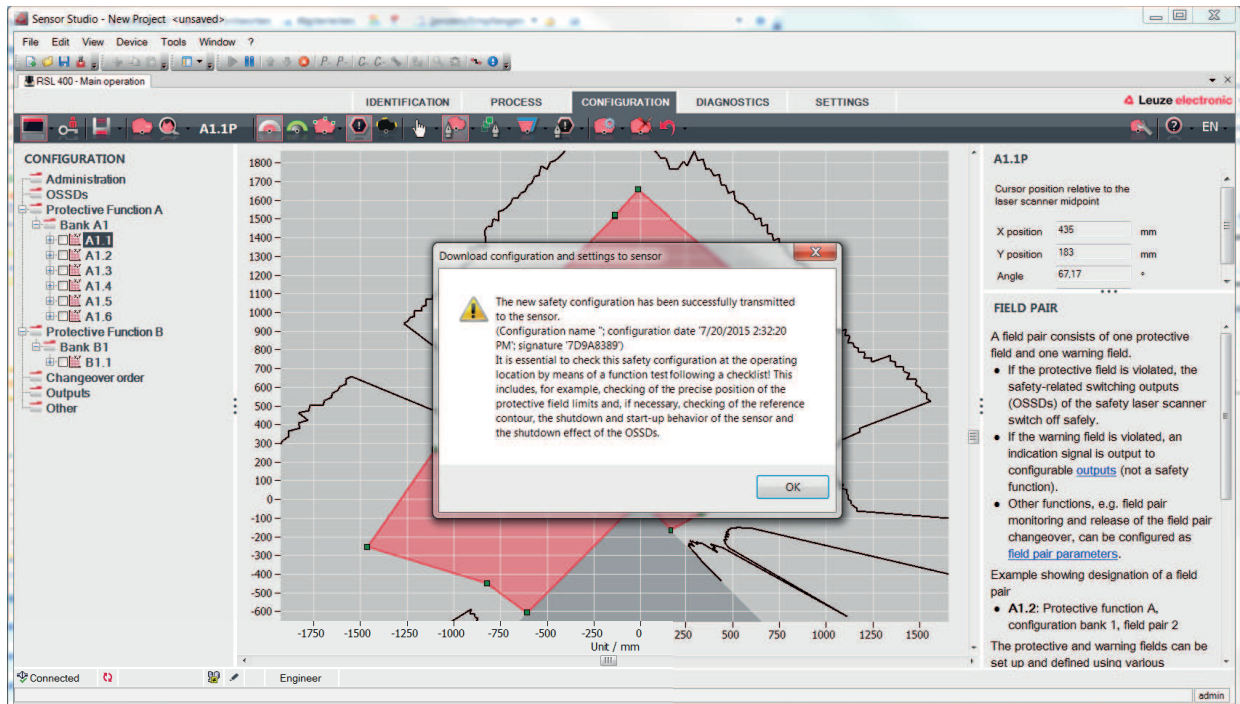 Sensor Studio - New Project <unsaved>
File Edit View Device Tools Window ?
P- P- C- C-
RSL 400 - Main operation
IDENTIFICATION PROCESS CONFIGURATION DIAGNOSTICS SETTINGS
Leuze electronic
A1.1P
EN
CONFIGURATION
Administration
OSSDs
Protective Function A
Bank A1
A1.1
A1.2
A1.3
A1.4
A1.5
A1.6
Protective Function B
Bank B1
B1.1
Changeover order
Outputs
Other
1800
1700
1600
1500
1400
1300
1200
1100
1000
900
800
700
600
500
400
300
200
100
0
-100
-200
-300
-400
-500
-600
-1750 -1500 -1250 -1000 -750 -500 -250 0 250 500 750 1000 1250 1500
Unit / mm
Download configuration and settings to sensor
The new safety configuration has been successfully transmitted
to the sensor.
(Configuration name ''; configuration date '7/20/2015 2:32:20
PM'; signature '7D9A8389')
It is essential to check this safety configuration at the operating
location by means of a function test following a checklist! This
includes, for example, checking of the precise position of the
protective field limits and, if necessary, checking of the reference
contour, the shutdown and start-up behavior of the sensor and
the shutdown effect of the OSSDs.
OK
A1.1P
Cursor position relative to the
laser scanner midpoint
X position 435 mm
Y position 183 mm
Angle 67,17 °
FIELD PAIR
A field pair consists of one protective
field and one warning field.
• If the protective field is violated, the
safety-related switching outputs
(OSSDs) of the safety laser scanner
switch off safely.
• If the warning field is violated, an
indication signal is output to
configurable outputs (not a safety
function).
• Other functions, e.g. field pair
monitoring and release of the field pair
changeover, can be configured as
field pair parameters.
Example showing designation of a field
pair
• A1.2: Protective function A,
configuration bank 1, field pair 2
The protective and warning fields can be
set up and defined using various
Connected
Engineer
admin